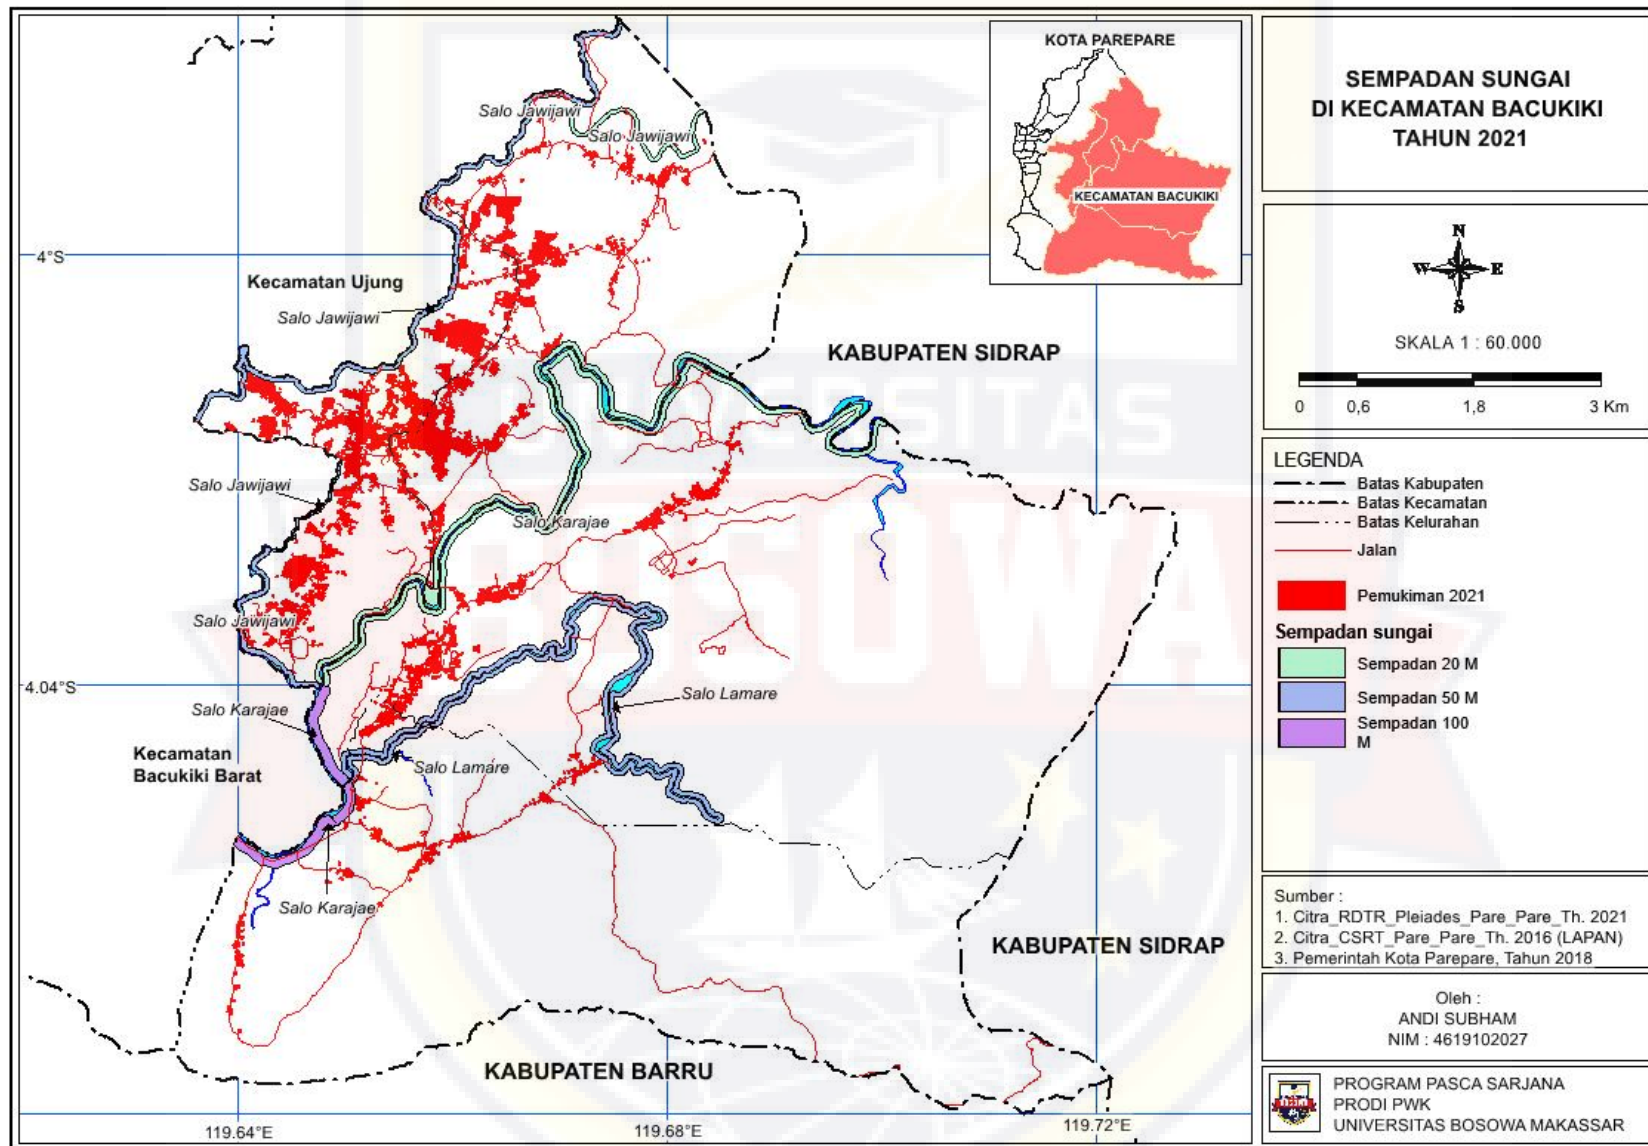 SEMPADAN SUNGAI
DI KECAMATAN BACUKIKI
TAHUN 2021
SKALA 1 : 60.000
0 0,6 1,8 3 Km
LEGENDA
Batas Kabupaten
Batas Kecamatan
Batas Kelurahan
Jalan
Pemukiman 2021
Sempadan sungai
Sempadan 20 M
Sempadan 50 M
Sempadan 100
M
Sumber :
1. Citra_RDTR_Pleiades_Pare_Pare_Th. 2021
2. Citra_CSRT_Pare_Pare_Th. 2016 (LAPAN)
3. Pemerintah Kota Parepare, Tahun 2018
Oleh :
ANDI SUBHAM
NIM : 4619102027
PROGRAM PASCA SARJANA
PRODI PWK
UNIVERSITAS BOSOWA MAKASSAR
N
W E
S
KOTA PAREPARE
KECAMATAN BACUKIKI
Salo Jawijawi
Salo Jawijawi
4°S
Kecamatan Ujung
Salo Jawijawi
KABUPATEN SIDRAP
UNIVERSITAS
BOSOWA
Salo Jawijawi
Salo Karajae
Salo Jawijawi
4.04°S
Salo Lamare
Salo Karajae
Kecamatan
Bacukiki Barat
Salo Lamare
Salo Karajae
KABUPATEN SIDRAP
KABUPATEN BARRU
119.64°E
119.68°E
119.72°E